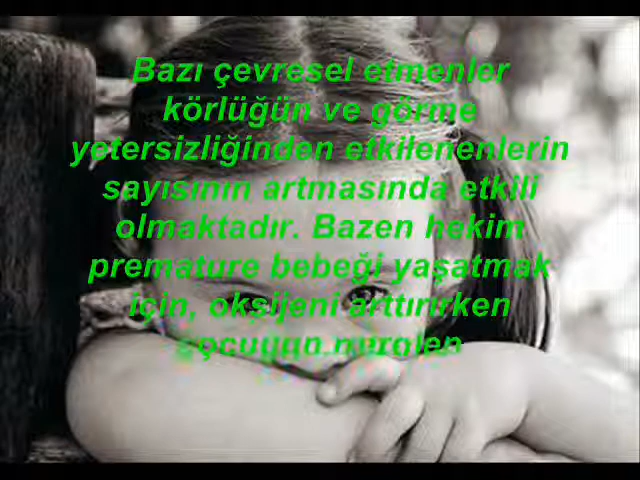 Bazı çevresel etmenler
körlüğün ve görme
yetersizliğinden etkilenenlerin
sayısının artmasında etkili
olmaktadır. Bazen hekim
premature bebeği yaşatmak
için, oksijeni arttırırken
çocuğun